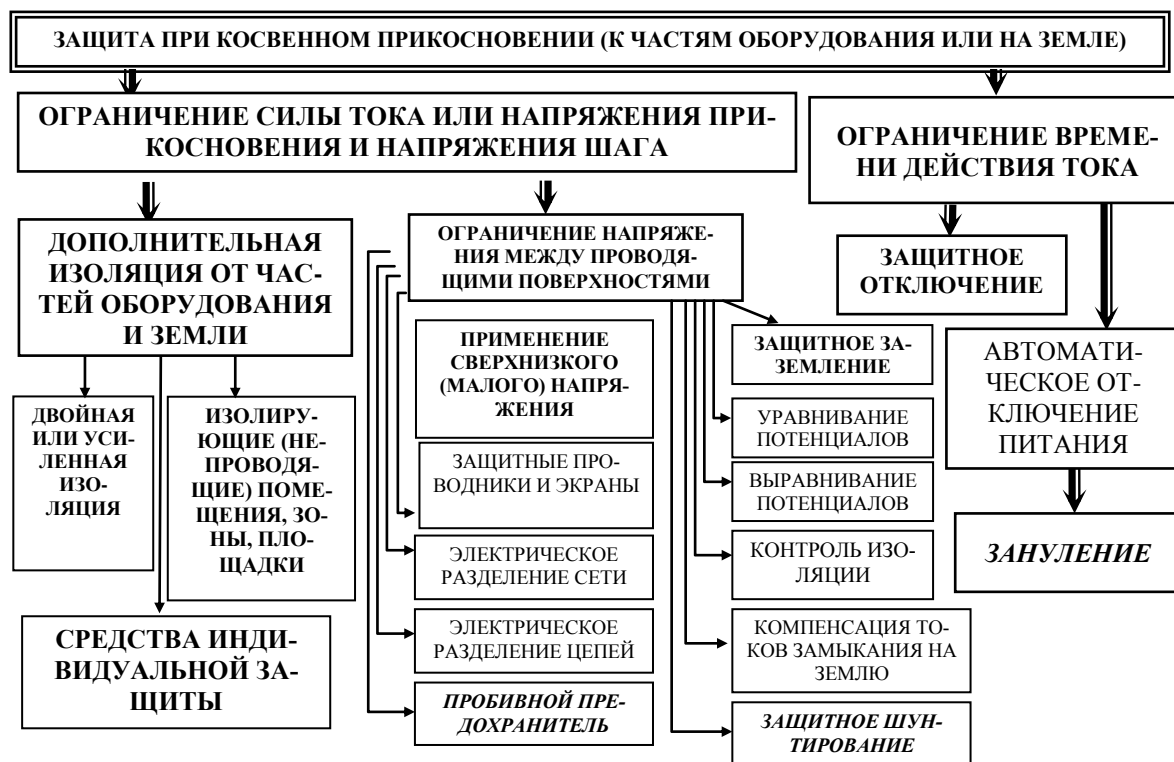 ЗАЩИТА ПРИ КОСВЕННОМ ПРИКОСНОВЕНИИ (К ЧАСТЯМ ОБОРУДОВАНИЯ ИЛИ НА ЗЕМЛЕ)
ОГРАНИЧЕНИЕ СИЛЫ ТОКА ИЛИ НАПРЯЖЕНИЯ ПРИ-
КОСНОВЕНИЯ И НАПРЯЖЕНИЯ ШАГА
ОГРАНИЧЕНИЕ ВРЕМЕ-
НИ ДЕЙСТВИЯ ТОКА
ДОПОЛНИТЕЛЬНАЯ
ИЗОЛЯЦИЯ ОТ ЧАС-
ТЕЙ ОБОРУДОВАНИЯ
И ЗЕМЛИ
ОГРАНИЧЕНИЕ НАПРЯЖЕ-
НИЯ МЕЖДУ ПРОВОДЯ-
ЩИМИ ПОВЕРХНОСТЯМИ
ЗАЩИТНОЕ
ОТКЛЮЧЕНИЕ
АВТОМАТИ-
ЧЕСКОЕ ОТ-
КЛЮЧЕНИЕ
ПИТАНИЯ
ЗАНУЛЕНИЕ
ДВОЙНАЯ
ИЛИ УСИ-
ЛЕННАЯ
ИЗО-
ЛЯЦИЯ
ИЗОЛИРУ-
ЮЩИЕ (НЕ-
ПРОВОДЯ-
ЩИЕ) ПОМЕ-
ЩЕНИЯ, ЗО-
НЫ, ПЛО-
ЩАДКИ
СРЕДСТВА ИНДИ-
ВИДУАЛЬНОЙ ЗА-
ЩИТЫ
ПРИМЕНЕНИЕ
СВЕРХНИЗКОГО
(МАЛОГО) НАПРЯ-
ЖЕНИЯ
ЗАЩИТНЫЕ ПРО-
ВОДНИКИ И ЭКРАНЫ
ЭЛЕКТРИЧЕСКОЕ
РАЗДЕЛЕНИЕ СЕТИ
ЭЛЕКТРИЧЕСКОЕ
РАЗДЕЛЕНИЕ ЦЕПЕЙ
ПРОБИВНОЙ ПРЕ-
ДОХРАНИТЕЛЬ
ЗАЩИТНОЕ ЗА-
ЗЕМЛЕНИЕ
УРАВНИВАНИЕ
ПОТЕНЦИАЛОВ
ВЫРАВНИВАНИЕ
ПОТЕНЦИАЛОВ
КОНТРОЛЬ ИЗО-
ЛЯЦИИ
КОМПЕНСАЦИЯ ТО-
КОВ ЗАМЫКАНИЯ НА
ЗЕМЛЮ
ЗАЩИТНОЕ ШУН-
ТИРОВАНИЕ